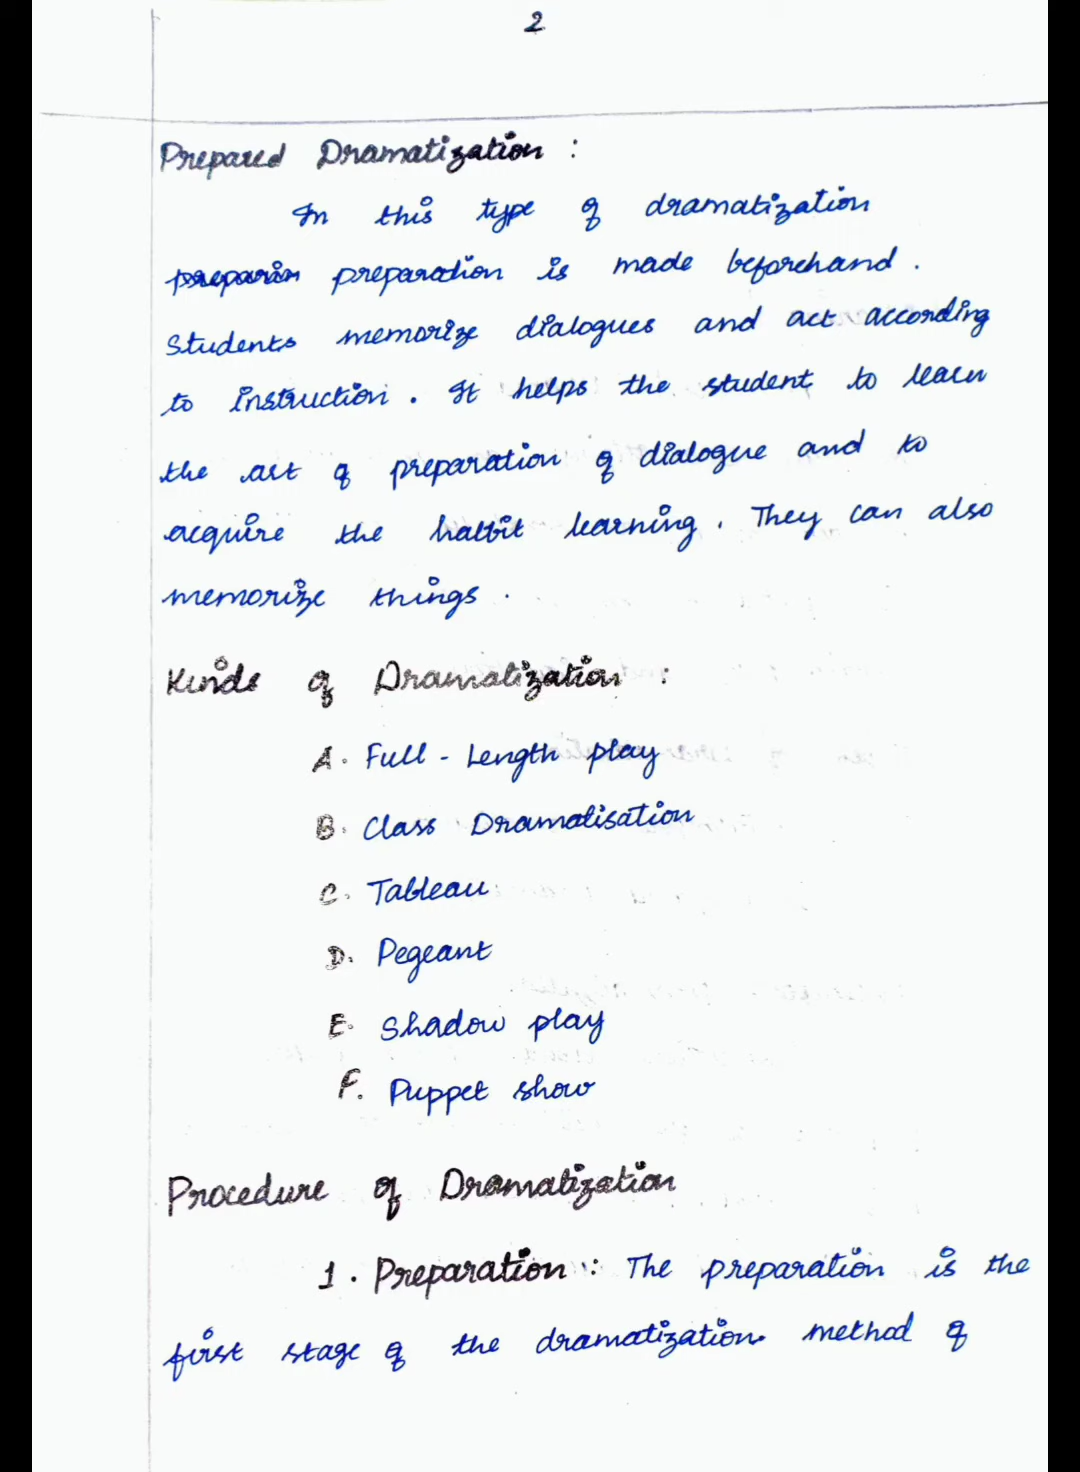 2
Prepared Dramatization :
In this type of dramatization
preparin preparation is made beforehand.
Students memorize dialogues and act according
to instruction. It helps the student to learn
the art of preparation of dialogue and to
acquire the habit learning. They can also
memorize things.
Kinds of Dramatization :
A. Full - Length play
B. Class Dramatisation
C. Tableau
D. Pegeant
E. Shadow play
F. Puppet show
Procedure of Dramatization
1. Preparation : The preparation is the
first stage of the dramatization method of